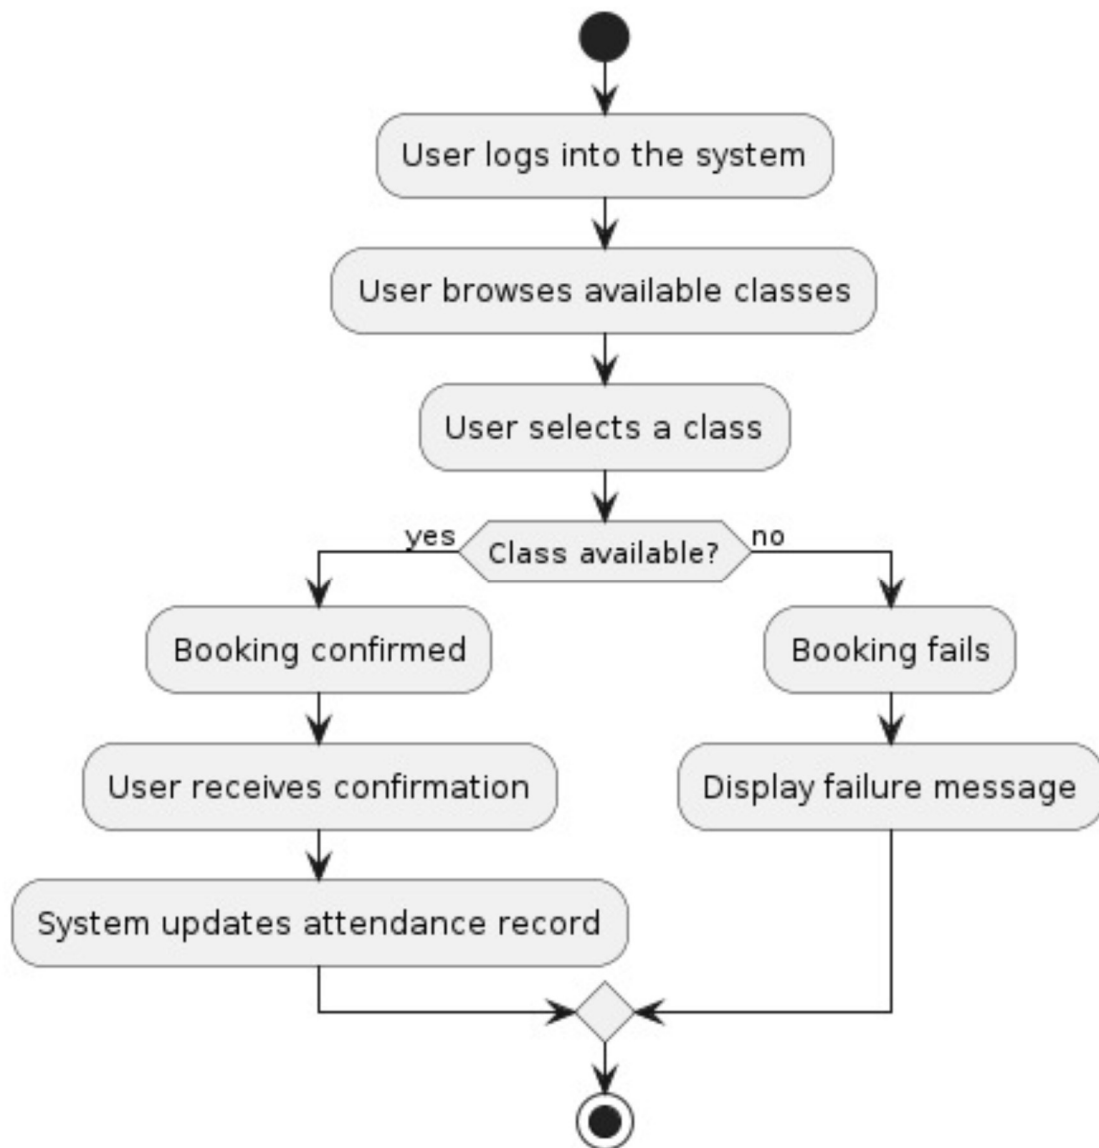 User logs into the system
User browses available classes
User selects a class
yes
Class available?
no
Booking confirmed
Booking fails
User receives confirmation
Display failure message
System updates attendance record